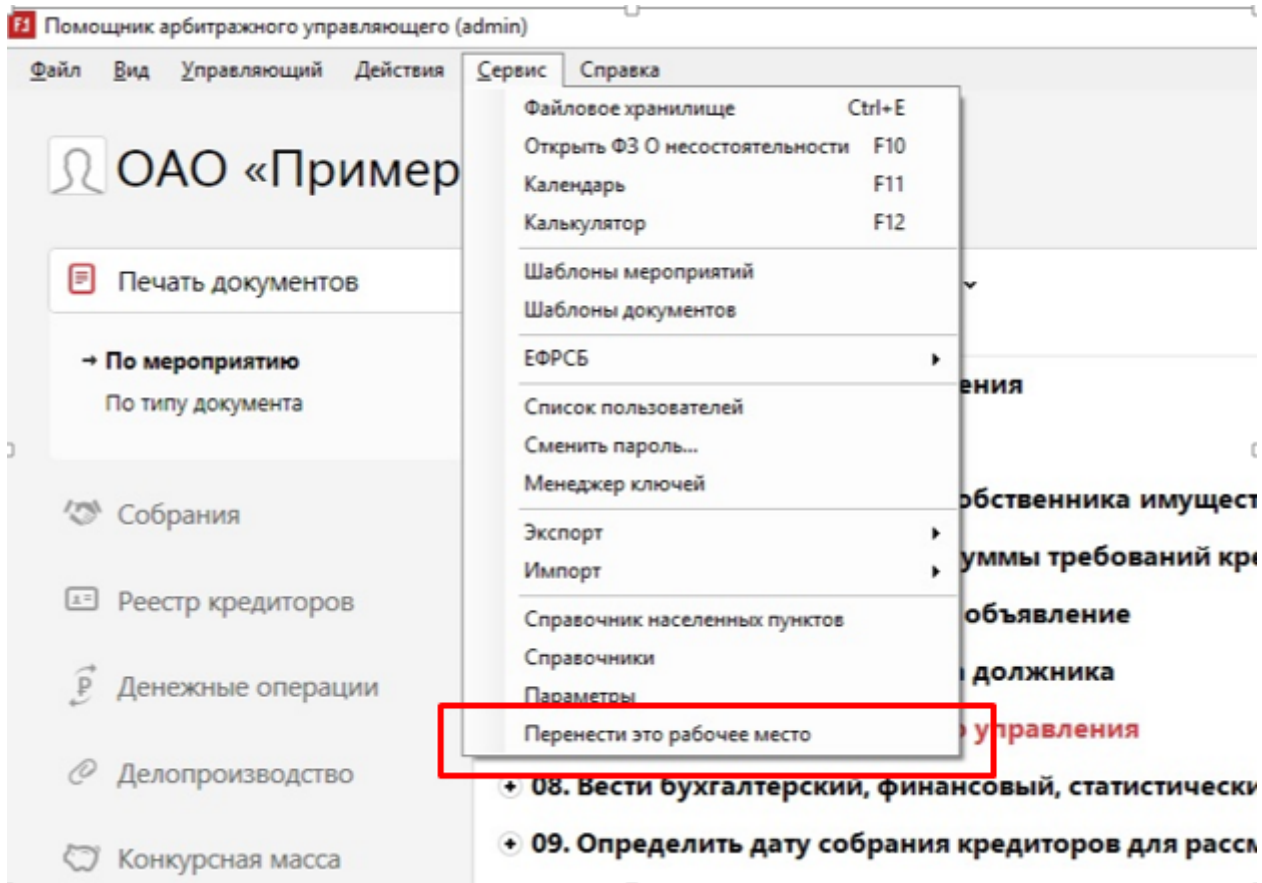 Помощник арбитражного управляющего (admin)
Файл Вид Управляющий Действия Сервис Справка
ОАО «Пример
Печать документов
→ По мероприятию
По типу документа
Собрания
Реестр кредиторов
Денежные операции
Делопроизводство
Конкурсная масса
Файловое хранилище Ctrl+E
Открыть ФЗ О несостоятельности F10
Календарь F11
Калькулятор F12
Шаблоны мероприятий
Шаблоны документов
ЕФРСБ
Список пользователей
Сменить пароль...
Менеджер ключей
Экспорт
Импорт
Справочник населенных пунктов
Справочники
Параметры
Перенести это рабочее место
ения
обственника имущест
уммы требований кре
объявление
должника
управления
08. Вести бухгалтерский, финансовый, статистически
09. Определить дату собрания кредиторов для рассм